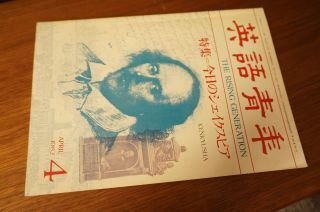 英語青年
THE RISING GENERATION
特集・今日のシェイクスピア
KENKYUSHA
APRIL
4